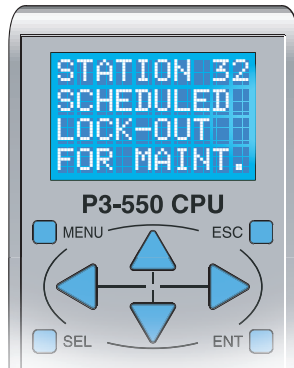 STATION 32
SCHEDULED
LOCK-OUT
FOR MAINT.
P3-550 CPU
MENU ESC
SEL ENT